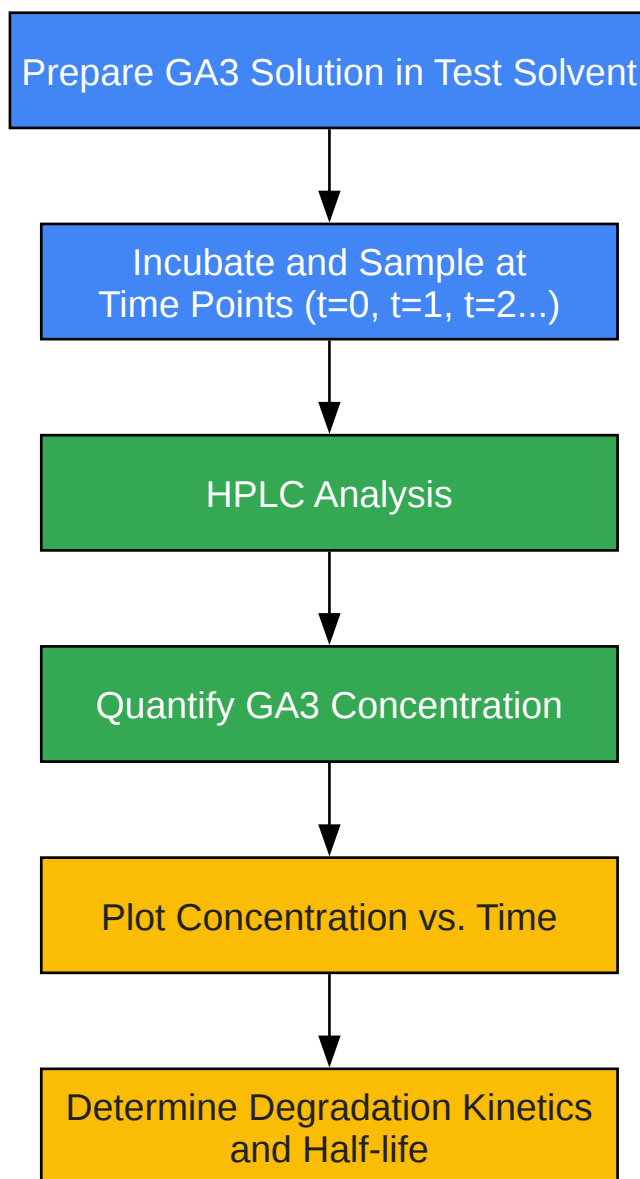 Prepare GA3 Solution in Test Solvent
Incubate and Sample at
Time Points (t=0, t=1, t=2...)
HPLC Analysis
Quantify GA3 Concentration
Plot Concentration vs. Time
Determine Degradation Kinetics
and Half-life